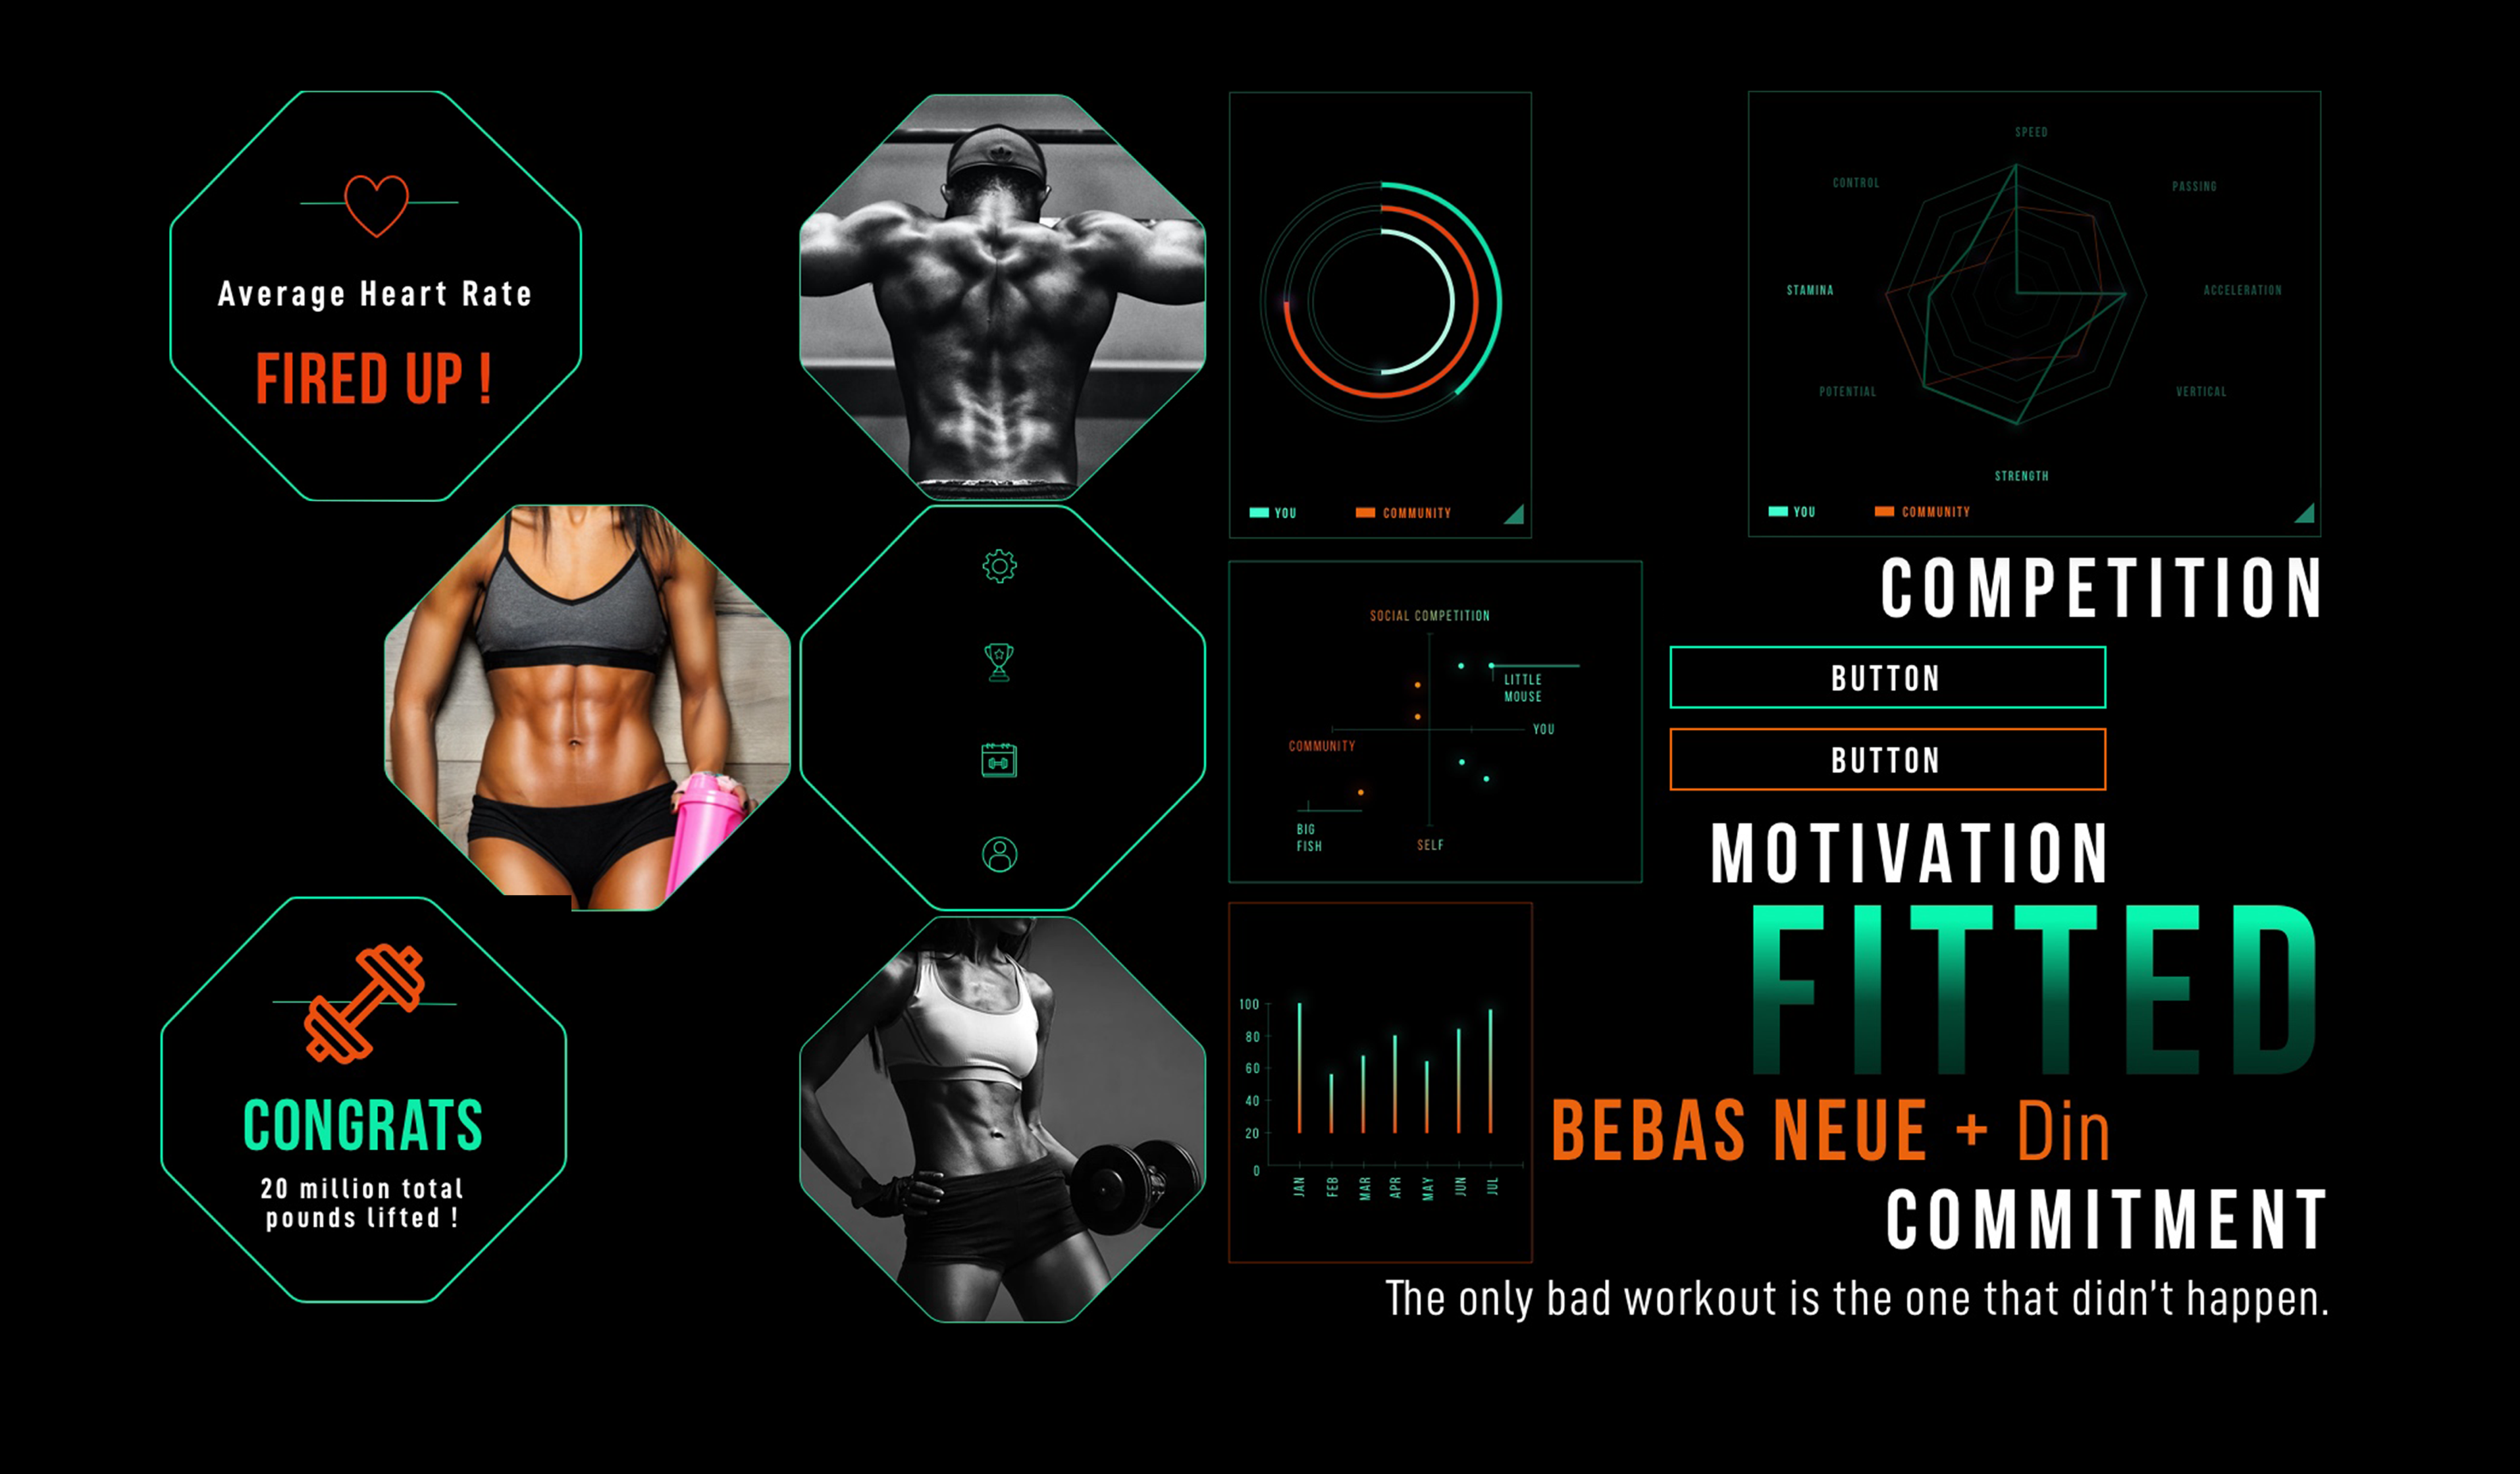 Average Heart Rate
FIRED UP !
CONGRATS
20 million total
pounds lifted !
YOU
COMMUNITY
SPEED
CONTROL
PASSING
STAMINA
ACCELERATION
POTENTIAL
VERTICAL
STRENGTH
YOU
COMMUNITY
SOCIAL COMPETITION
LITTLE
MOUSE
YOU
COMMUNITY
BIG
FISH
SELF
100
80
60
40
20
0
JAN
FEB
MAR
APR
MAY
JUN
JUL
COMPETITION
BUTTON
BUTTON
MOTIVATION
FITTED
BEBAS NEUE + Din
COMMITMENT
The only bad workout is the one that didn't happen.